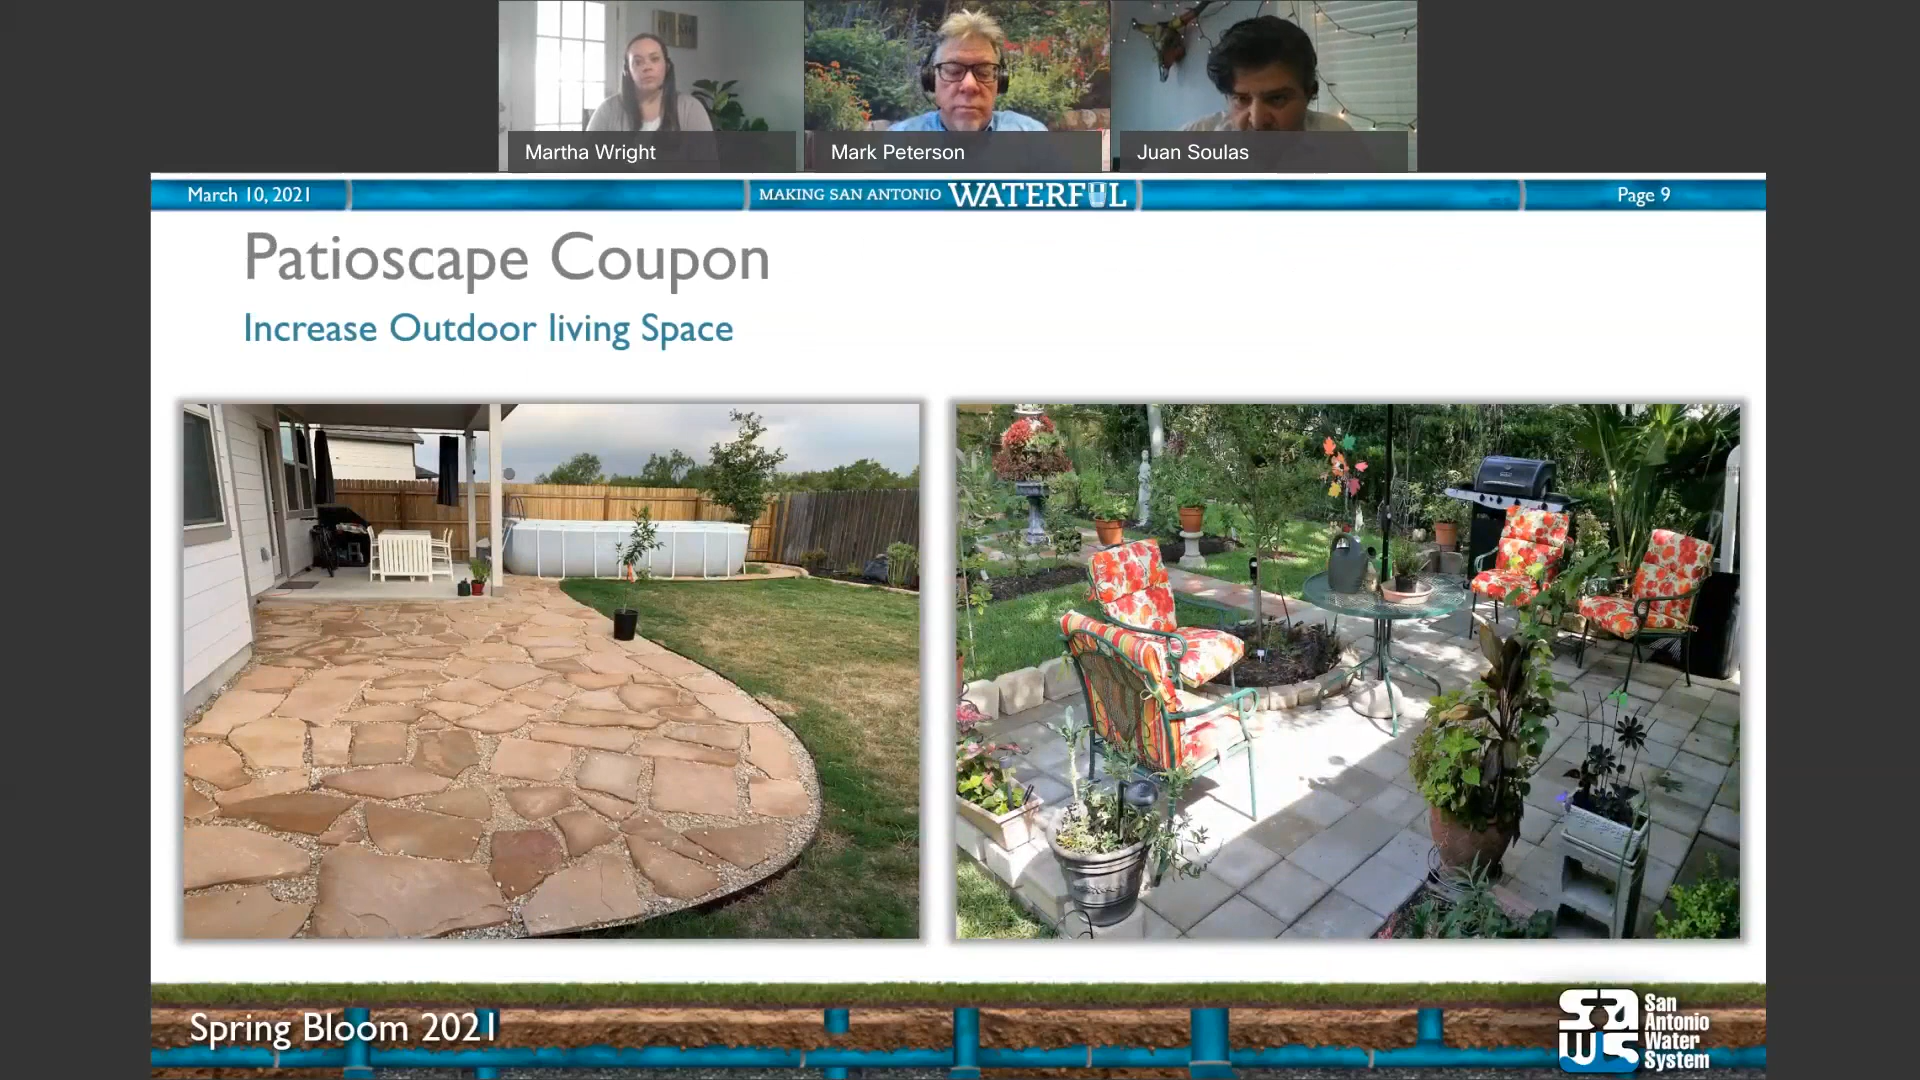 Martha Wright
Mark Peterson
Juan Soulas
March 10, 2021
MAKING SAN ANTONIO WATERFUL
Page 9
Patioscape Coupon
Increase Outdoor living Space
Spring Bloom 2021
saws
San
Antonio
Water
System